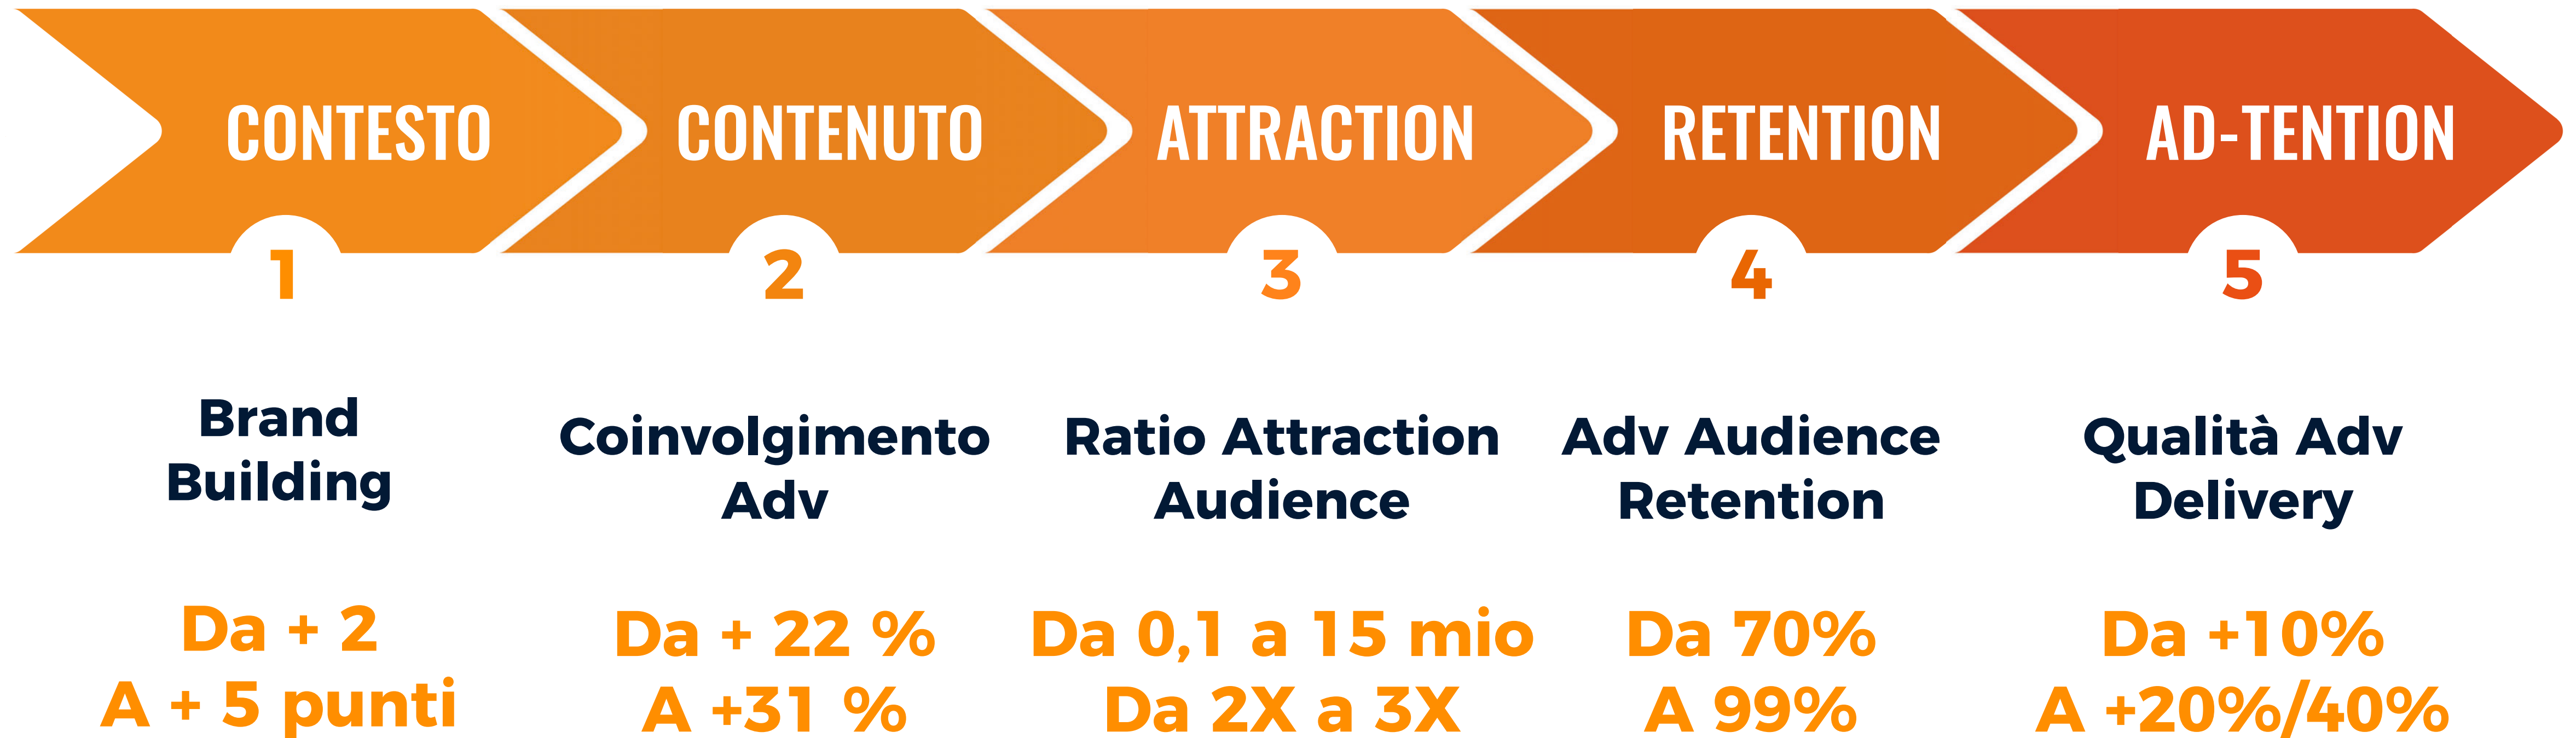 CONTESTO
CONTENUTO
ATTRACTION
RETENTION
AD-TENTION
1
2
3
4
5
Brand
Building
Coinvolgimento
Adv
Ratio Attraction
Audience
Adv Audience
Retention
Qualità Adv
Delivery
Da + 2
A + 5 punti
Da + 22 %
A +31 %
Da 0,1 a 15 mio
Da 2X a 3X
Da 70%
A 99%
Da +10%
A +20%/40%